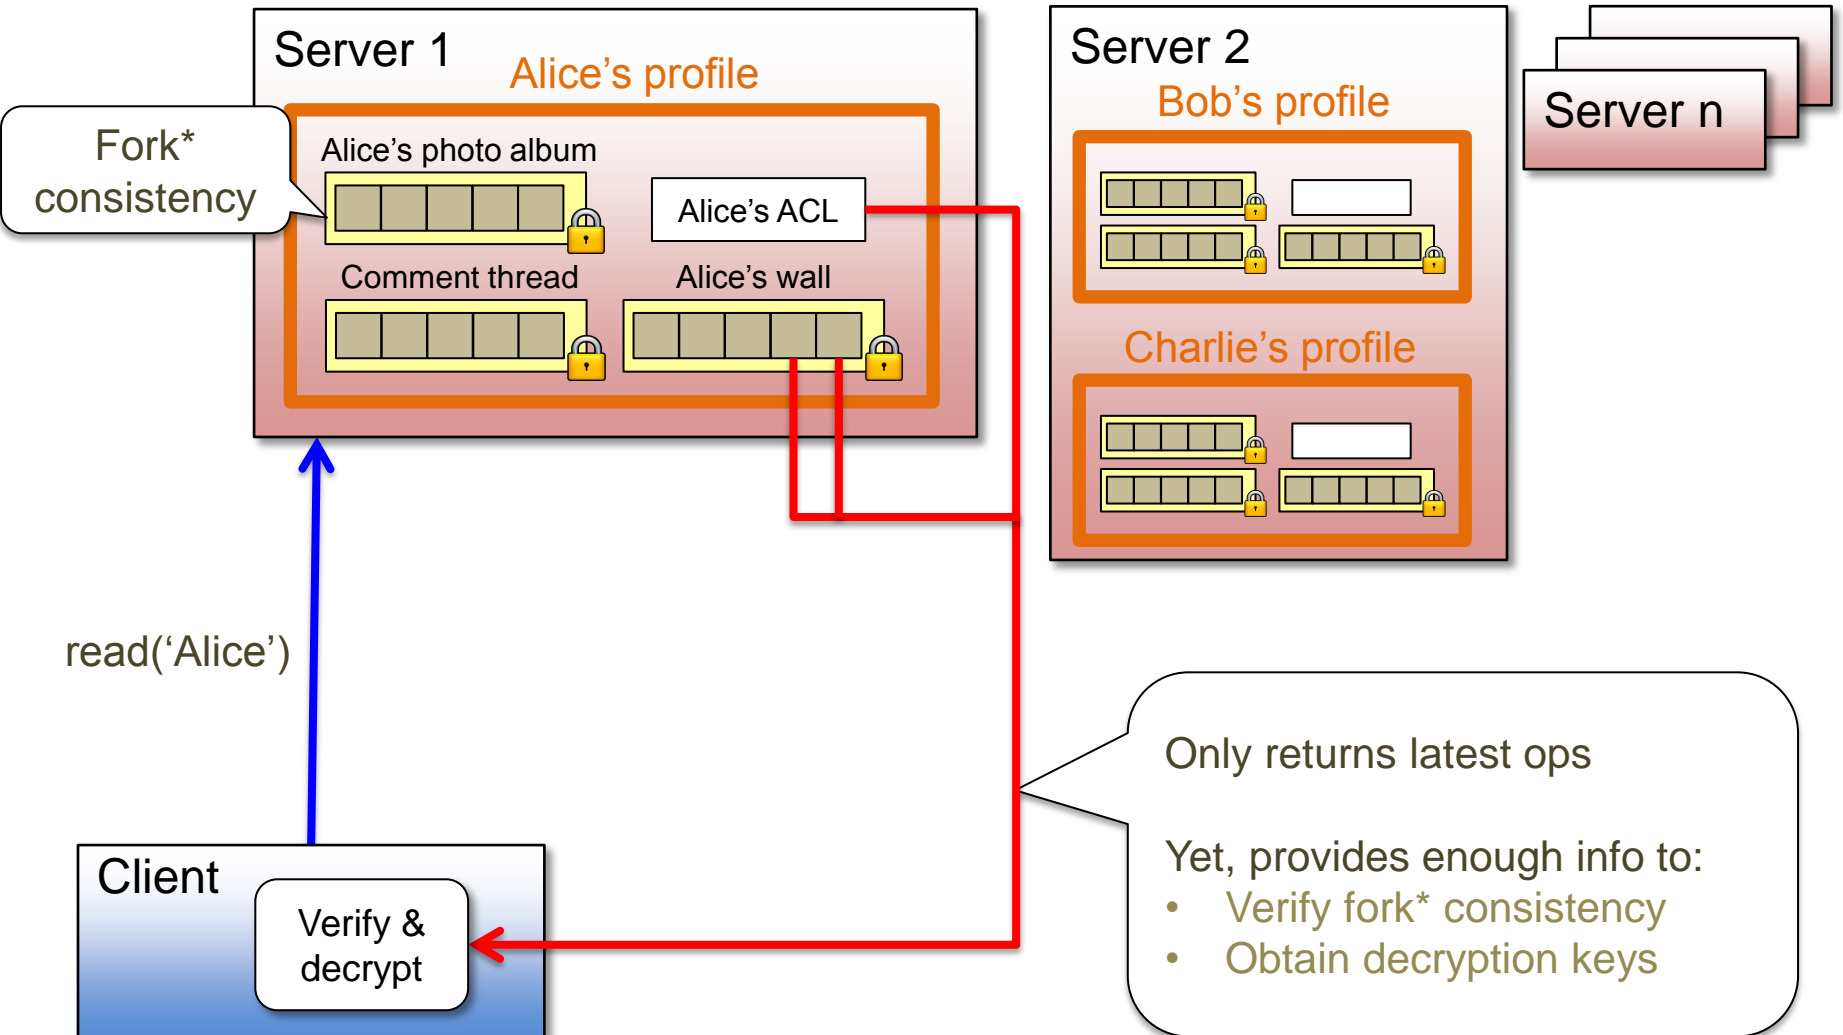 Server 1
Alice’s profile
Fork*
consistency
Alice’s photo album
Alice’s ACL
Comment thread
Alice’s wall
Server 2
Bob’s profile
Charlie’s profile
Server n
read(‘Alice’)
Client
Verify &
decrypt
Only returns latest ops
Yet, provides enough info to:
• Verify fork* consistency
• Obtain decryption keys